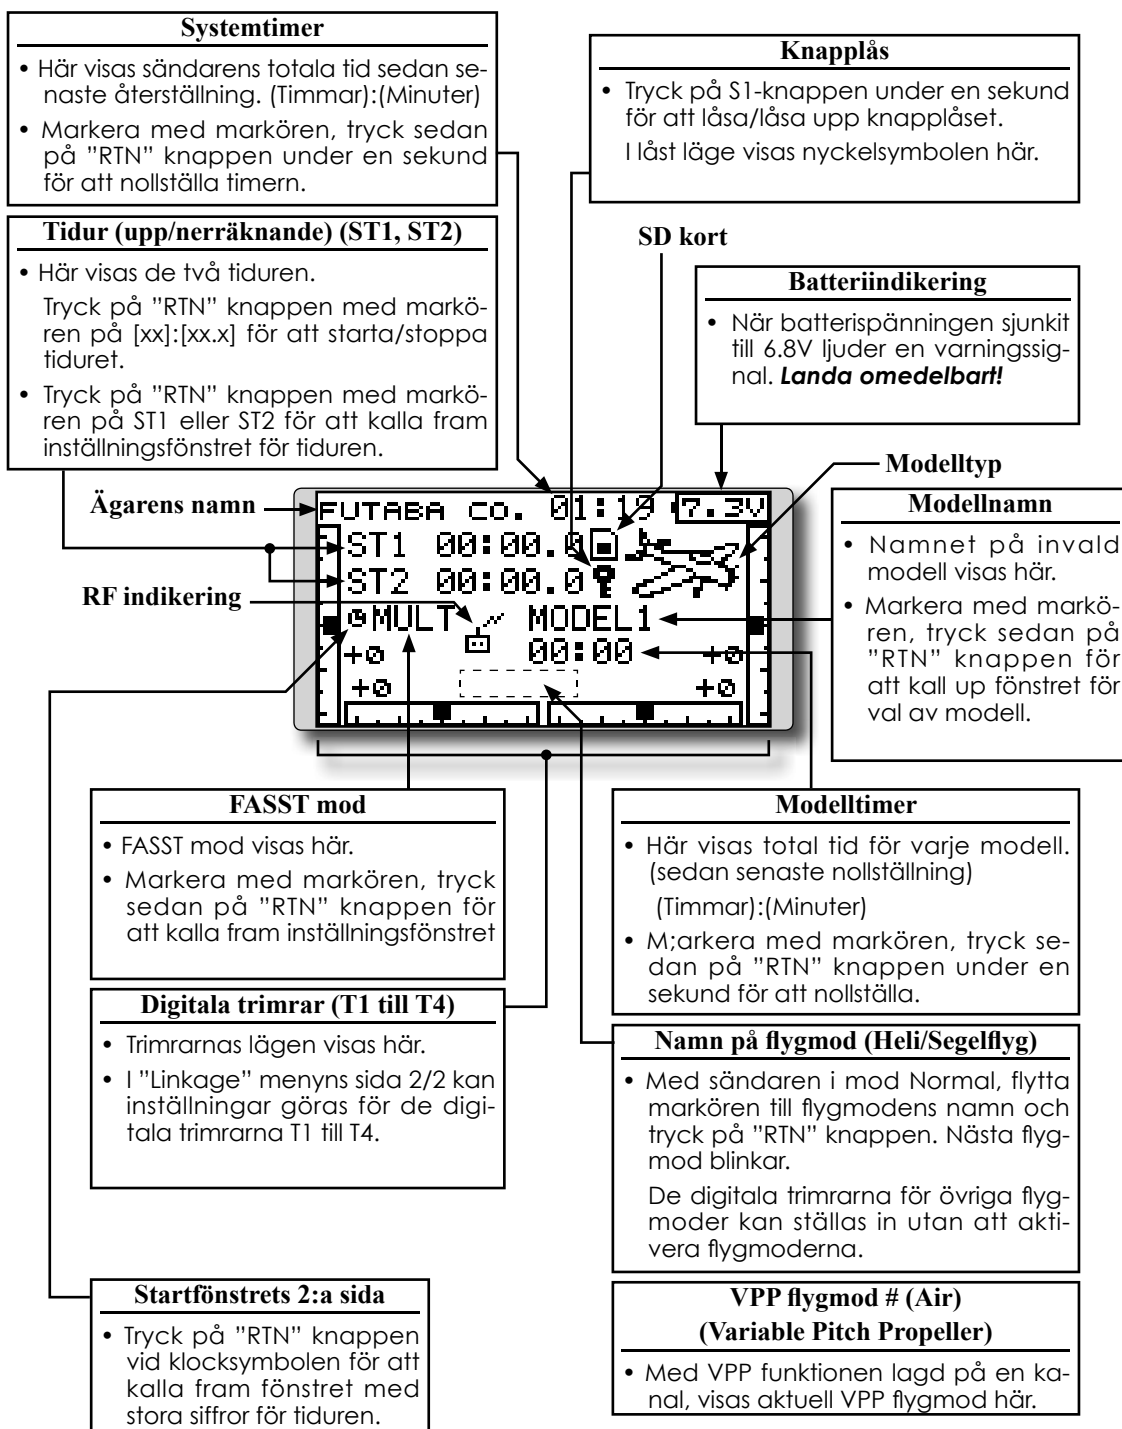 Systemtimer
• Här visas sändarens totala tid sedan se-
naste återställning. (Timmar):(Minuter)
• Markera med markören, tryck sedan
på ”RTN” knappen under en sekund
för att nollställa timern.
Knapplås
• Tryck på S1-knappen under en sekund
för att låsa/låsa upp knapplåset.
I låst läge visas nyckelsymbolen här.
Tidur (upp/nerräknande) (ST1, ST2)
• Här visas de två tiduren.
Tryck på ”RTN” knappen med markö-
ren på [xx]:[xx.x] för att starta/stoppa
tiduret.
• Tryck på ”RTN” knappen med markö-
ren på ST1 eller ST2 för att kalla fram
inställningsfönstret för tiduren.
SD kort
Batteriindikering
• När batterispänningen sjunkit
till 6.8V ljuder en varningssig-
nal. Landa omedelbart!
Modelltyp
Ägarens namn
RF indikering
FUTABA CO. 01:19 7.3V
ST1 00:00.0
ST2 00:00.0
MULT MODEL1
+0 00:00 +0
+0 +0
Modellnamn
• Namnet på invald
modell visas här.
• Markera med markö-
ren, tryck sedan på
”RTN” knappen för
att kall up fönstret för
val av modell.
FASST mod
• FASST mod visas här.
• Markera med markören, tryck
sedan på ”RTN” knappen för
att kalla fram inställningsfönstret
Modelltimer
• Här visas total tid för varje modell.
(sedan senaste nollställning)
(Timmar):(Minuter)
• M;arkera med markören, tryck se-
dan på ”RTN” knappen under en
sekund för att nollställa.
Digitala trimrar (T1 till T4)
• Trimrarnas lägen visas här.
• I ”Linkage” menyns sida 2/2 kan
inställningar göras för de digi-
tala trimrarna T1 till T4.
Namn på flygmod (Heli/Segelflyg)
• Med sändaren i mod Normal, flytta
markören till flygmodens namn och
tryck på ”RTN” knappen. Nästa flyg-
mod blinkar.
De digitala trimrarna för övriga flyg-
moder kan ställas in utan att akti-
vera flygmoderna.
Startfönstrets 2:a sida
• Tryck på ”RTN” knappen
vid klocksymbolen för att
kalla fram fönstret med
stora siffror för tiduren.
VPP flygmod # (Air)
(Variable Pitch Propeller)
• Med VPP funktionen lagd på en ka-
nal, visas aktuell VPP flygmod här.